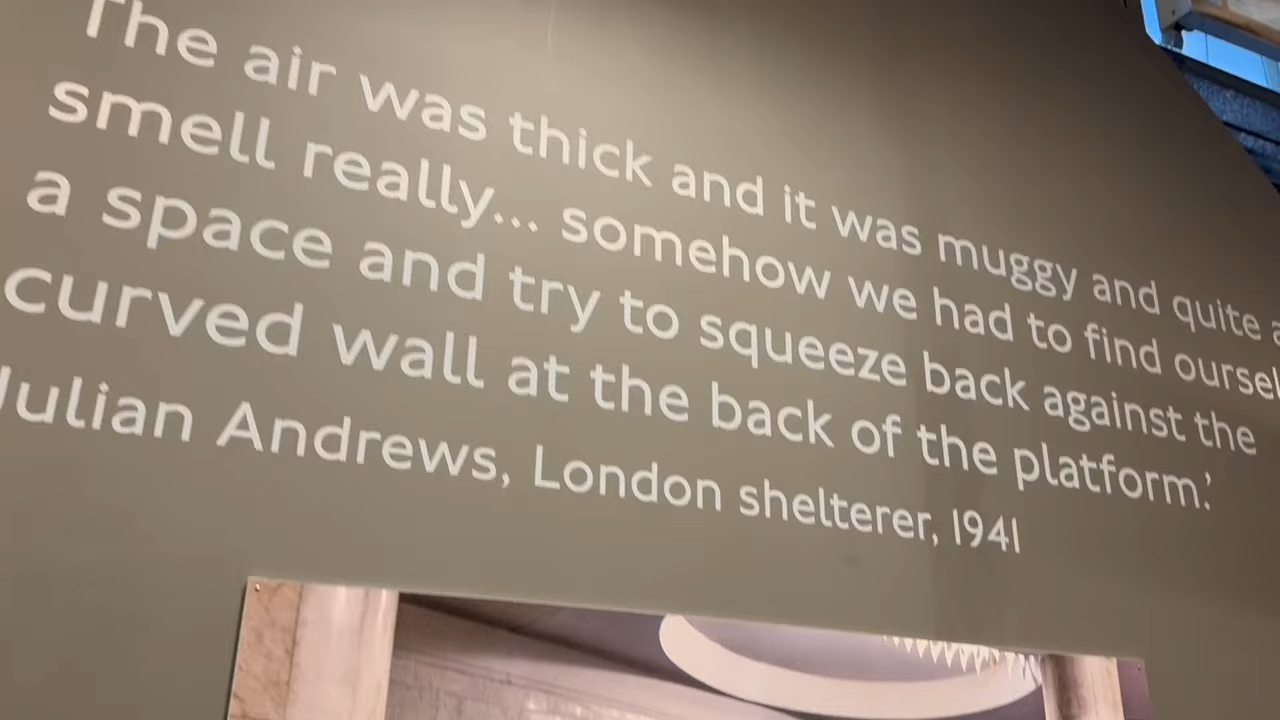 The air was thick and it was muggy and quite a
smell really... somehow we had to find oursel
a space and try to squeeze back against the
curved wall at the back of the platform.'
Julian Andrews, London shelterer, 1941